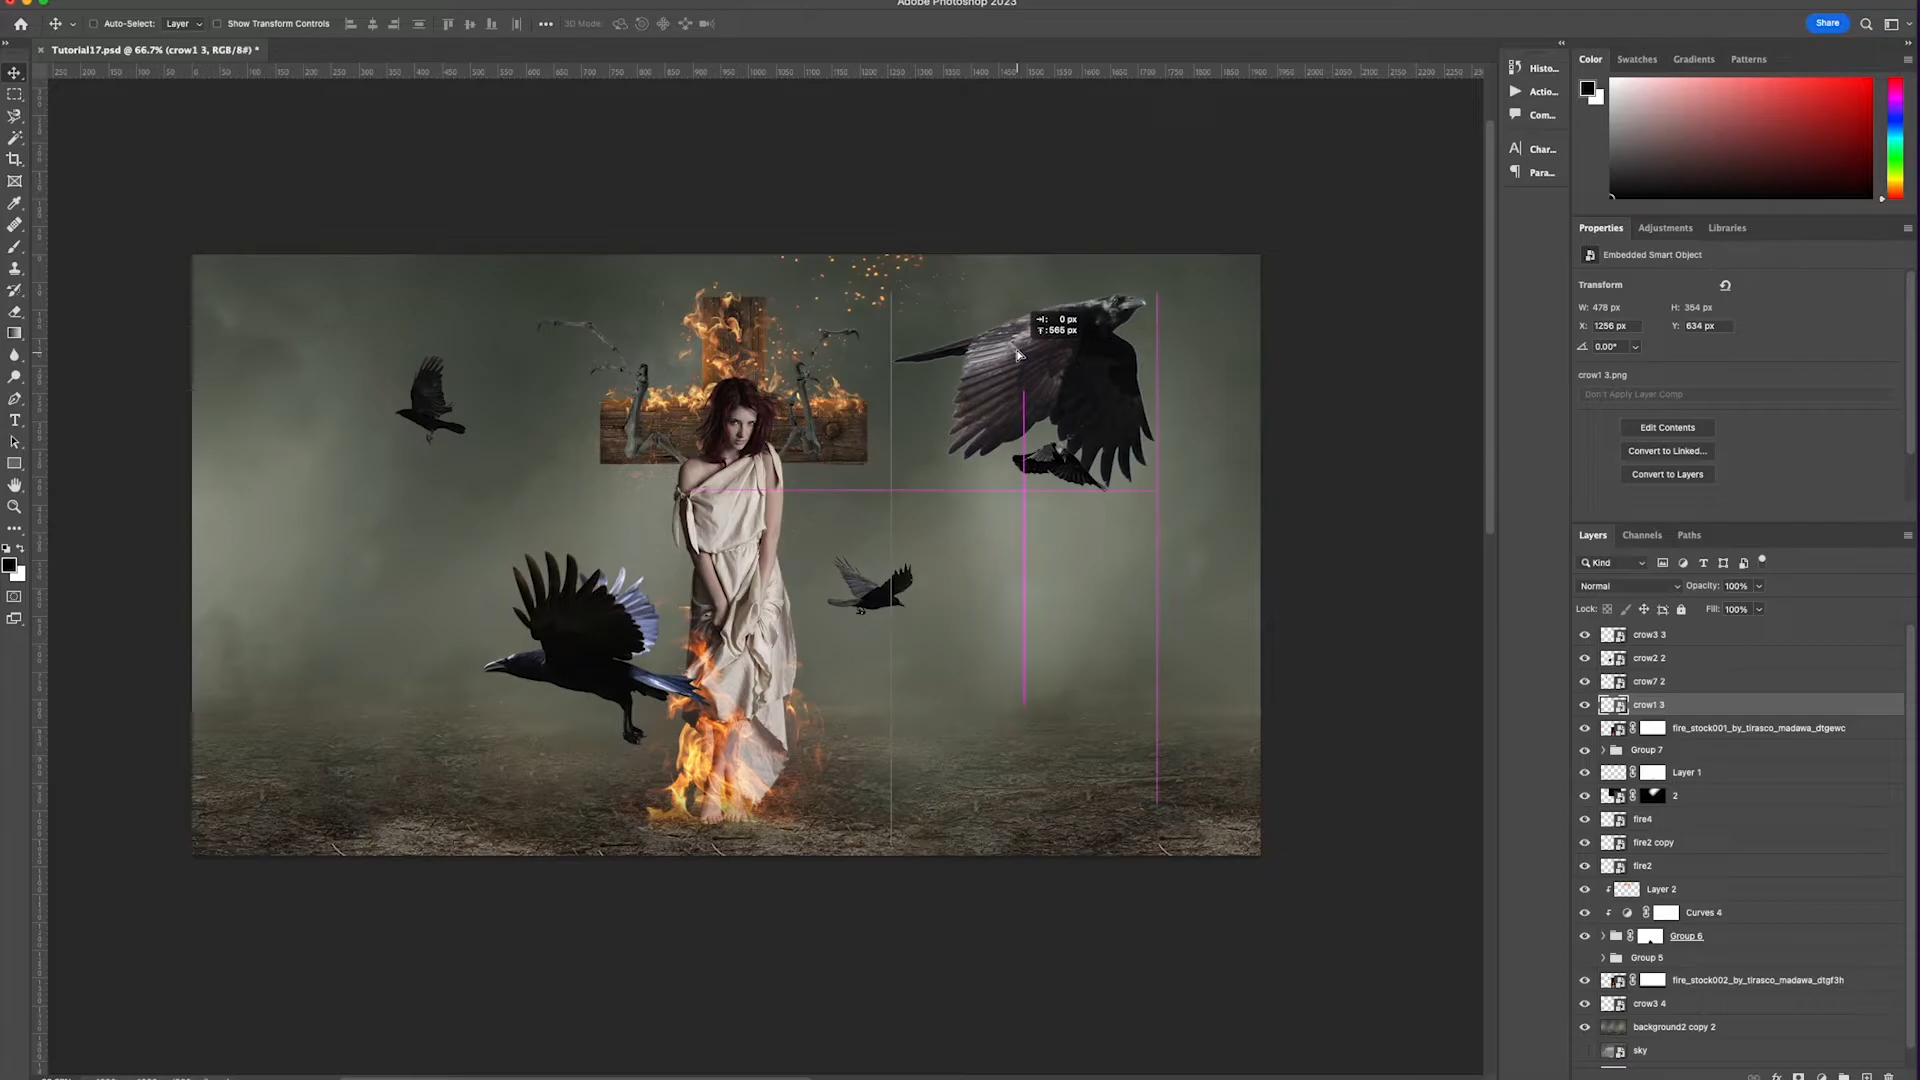 Adobe Photoshop 2023
Auto-Select: Layer Show Transform Controls 3D Mode: Share
Tutorial17.psd @ 66.7% (crow1 3, RGB/8#) *
Color Swatches Gradients Patterns
Histo...
Actio...
Com...
Char...
Para...
0 px
:565 px
Properties Adjustments Libraries
Embedded Smart Object
Transform
W: 478 px H: 354 px
X: 1256 px Y: 634 px
0.00°
crow1 3.png
Don't Apply Layer Comp
Edit Contents
Convert to Linked...
Convert to Layers
Layers Channels Paths
Kind
Normal Opacity: 100%
Lock: Fill: 100%
crow3 3
crow2 2
crow7 2
crow1 3
fire_stock001_by_tirasco_madawa_dtgewc
Group 7
Layer 1
2
fire4
fire2 copy
fire2
Layer 2
Curves 4
Group 6
Group 5
fire_stock002_by_tirasco_madawa_dtgf3h
crow3 4
background2 copy 2
sky